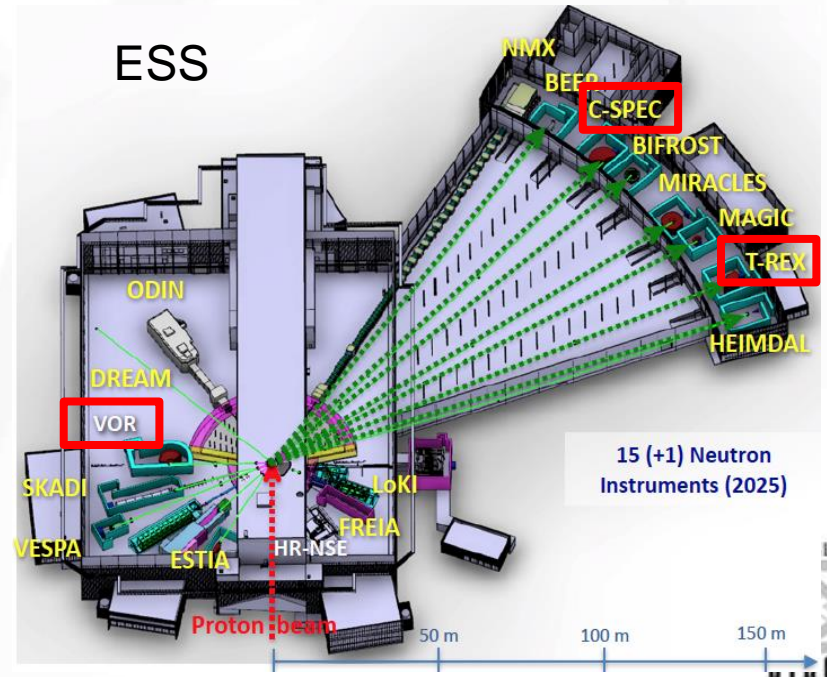 ESS
NMX
BEER
C-SPEC
BIFROST
MIRACLES
MAGIC
T-REX
HEIMDAL
ODIN
DREAM
VOR
SKADI
VESPA
ESTIA
HR-NSE
FREIA
LoKI
15 (+1) Neutron
Instruments (2025)
Proton beam
50 m
100 m
150 m